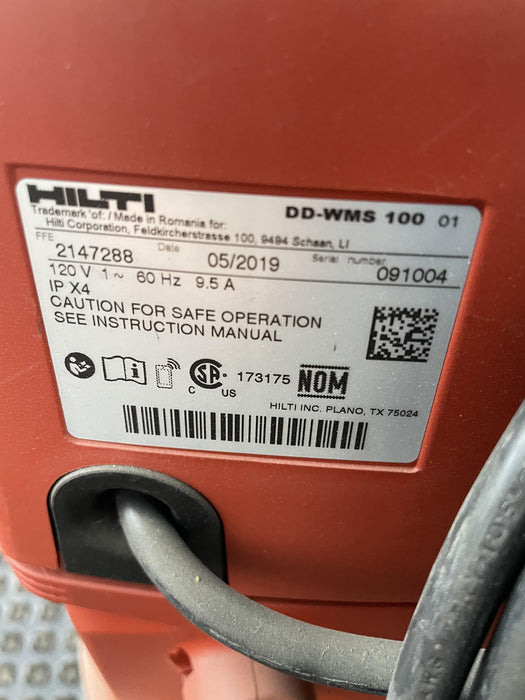 HILTI
DD-WMS 100 01
Trademark of: / Made in Romania for:
Hilti Corporation, Feldkircherstrasse 100, 9494 Schaan, LI
FFE Date Serial number
2147288 05/2019 091004
120 V 1~ 60 Hz 9.5 A
IP X4
CAUTION FOR SAFE OPERATION
SEE INSTRUCTION MANUAL
SA
C US
173175
NOM
HILTI INC. PLANO, TX 75024